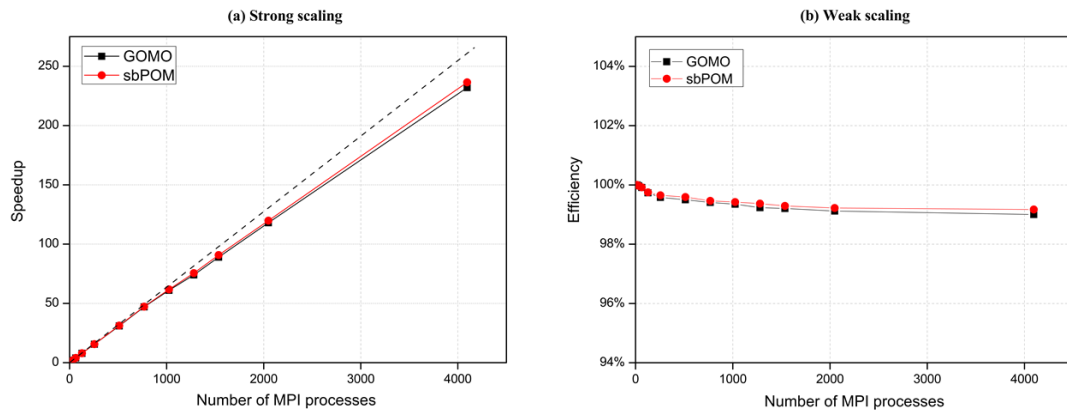 (a) Strong scaling
250
200
150
100
50
0
Speedup
GOMO
sbPOM
0 1000 2000 3000 4000
Number of MPI processes
(b) Weak scaling
104%
102%
100%
98%
96%
94%
Efficiency
GOMO
sbPOM
0 1000 2000 3000 4000
Number of MPI processes